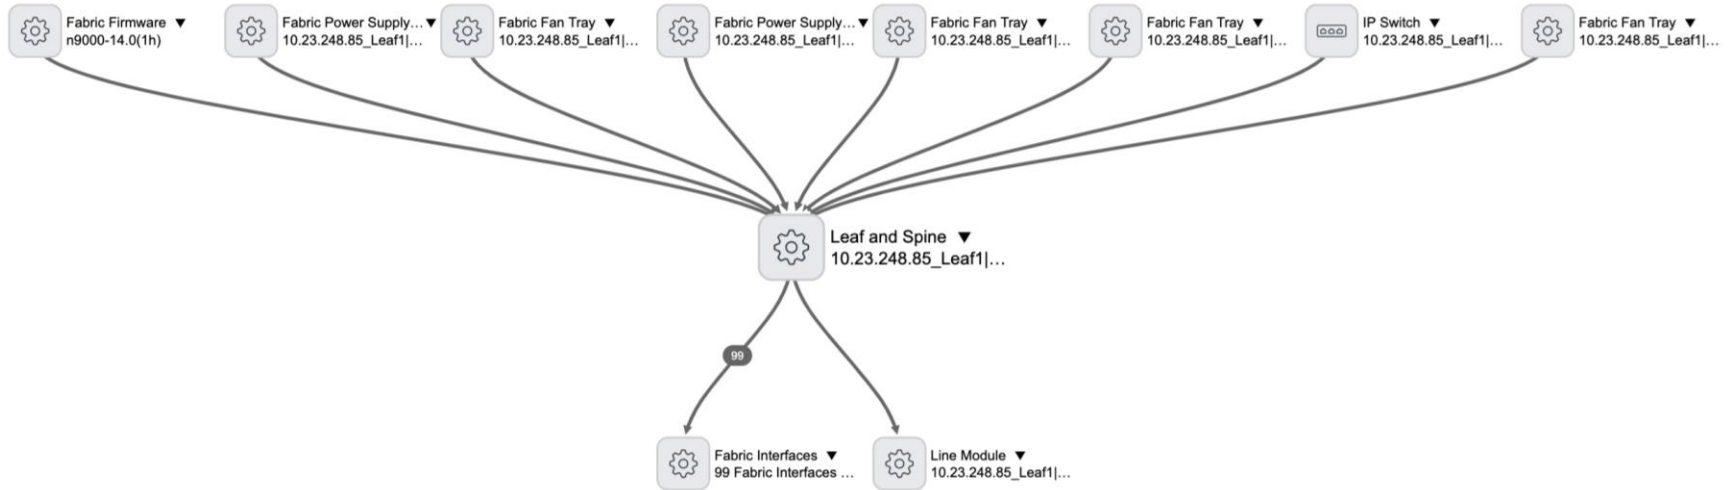 Fabric Firmware
n9000-14.0(1h)
Fabric Power Supply...
10.23.248.85_Leaf1|...
Fabric Fan Tray
10.23.248.85_Leaf1|...
Fabric Power Supply...
10.23.248.85_Leaf1|...
Fabric Fan Tray
10.23.248.85_Leaf1|...
Fabric Fan Tray
10.23.248.85_Leaf1|...
IP Switch
10.23.248.85_Leaf1|...
Fabric Fan Tray
10.23.248.85_Leaf1|...
Leaf and Spine
10.23.248.85_Leaf1|...
99
Fabric Interfaces
99 Fabric Interfaces ...
Line Module
10.23.248.85_Leaf1|...